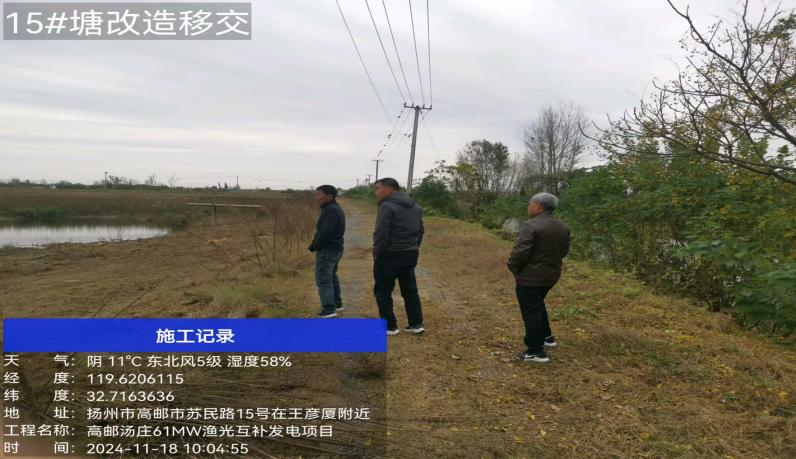 15#塘改造移交
施工记录
天 气: 阴 11℃ 东北风5级 湿度58%
经 度: 119.6206115
纬 度: 32.7163636
地 址: 扬州市高邮市苏民路15号在王彦厦附近
工程名称: 高邮汤庄61MW渔光互补发电项目
时 间: 2024-11-18 10:04:55